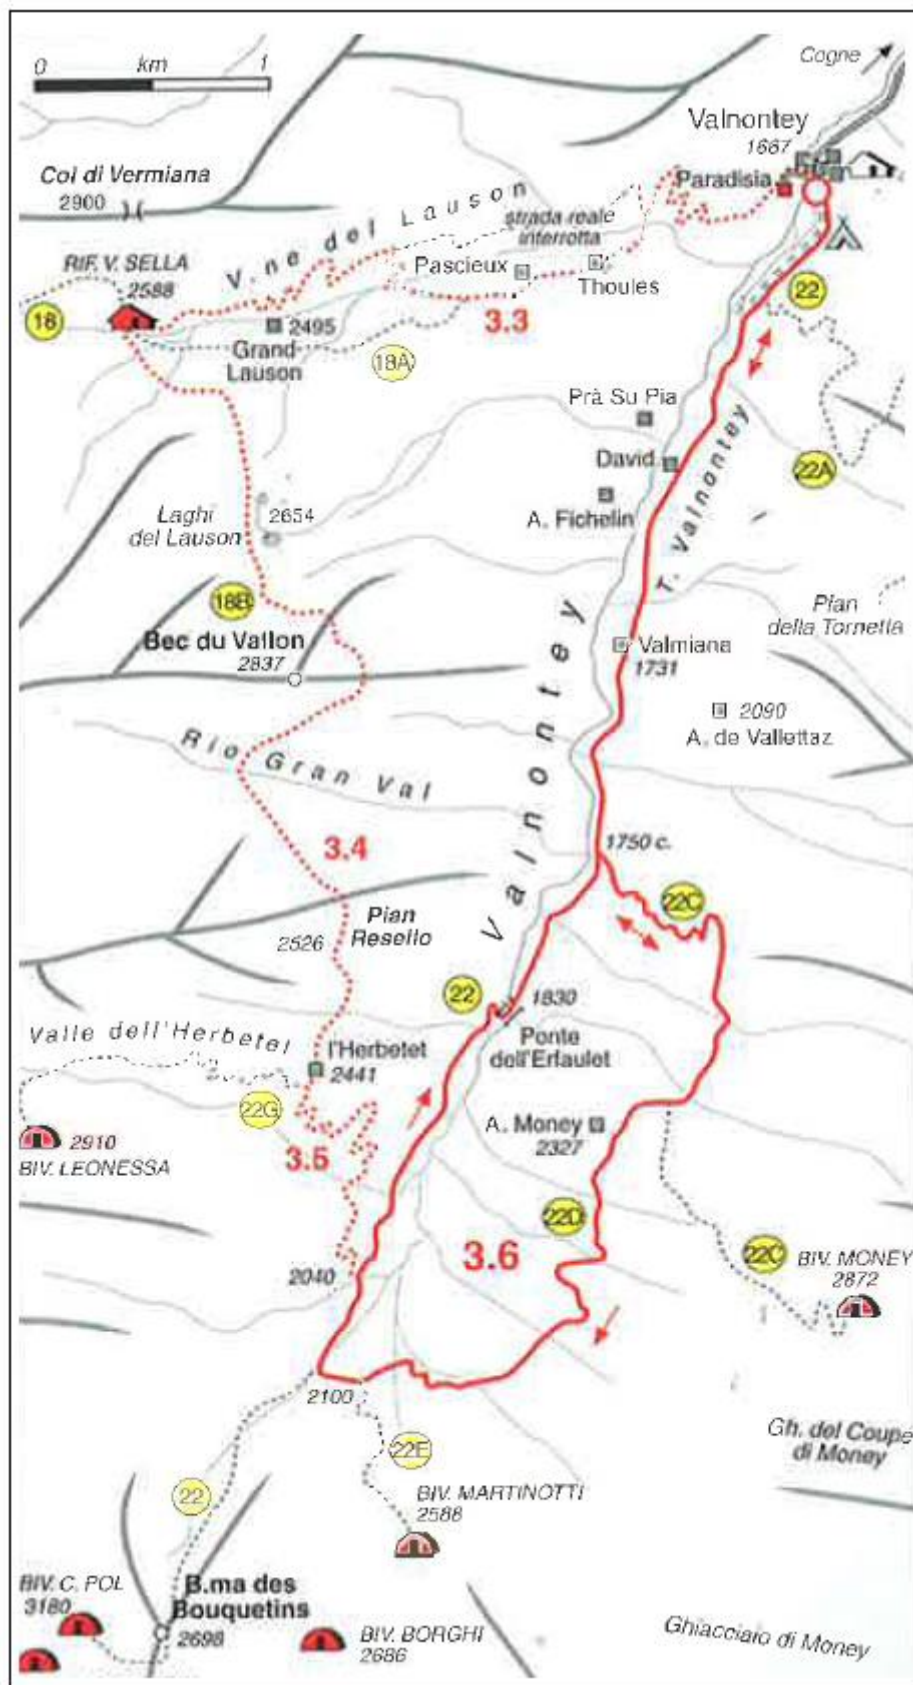 0 km 1
Cogne
Valnontey
1667
Paradisia
Col di Vermiana
2900
V.ne del Lauson
strada reale
interrotta
RIF. V. SELLA
2588
Pascieux
Thoules
22
18
2495
Grand
Lauson
3.3
18A
Prà Su Pia
T. Valnontey
David
22A
A. Fichelin
Laghi
del Lauson
2654
18B
Bec du Vallon
2837
Pian
della Tornetta
Valmiana
1731
2090
A. de Vallettaz
Valnontey
Rio Gran Val
3.4
1750 c.
22C
Pian
Resello
2526
22
1830
Ponte
dell'Erfaulet
Valle dell'Herbetet
l'Herbetet
2441
22G
A. Money
2327
2910
BIV. LEONESSA
3.5
22D
3.6
22C
BIV. MONEY
2872
2040
2100
22E
Gh. del Coupé
di Money
22
BIV. MARTINOTTI
2588
BIV. C. POL
3180
B.ma des
Bouquetins
2698
BIV. BORGHI
2686
Ghiacciaio di Money